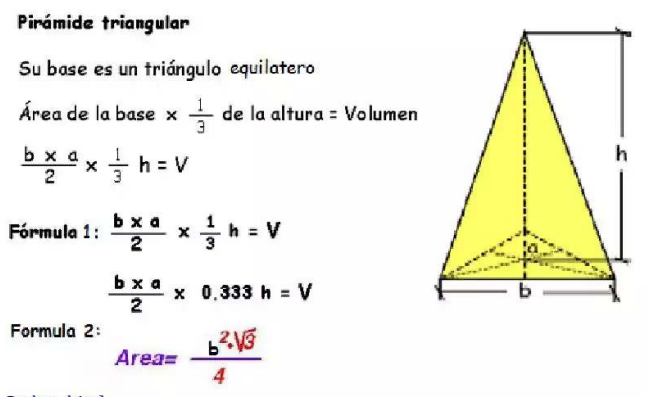 Pirámide triangular
Su base es un triángulo equilatero
Área de la base x 1/3 de la altura = Volumen
b x a/2 x 1/3 h = V
Fórmula 1: b x a/2 x 1/3 h = V
b x a/2 x 0,333 h = V
Formula 2:
Area= b².√3/4
h
a
b